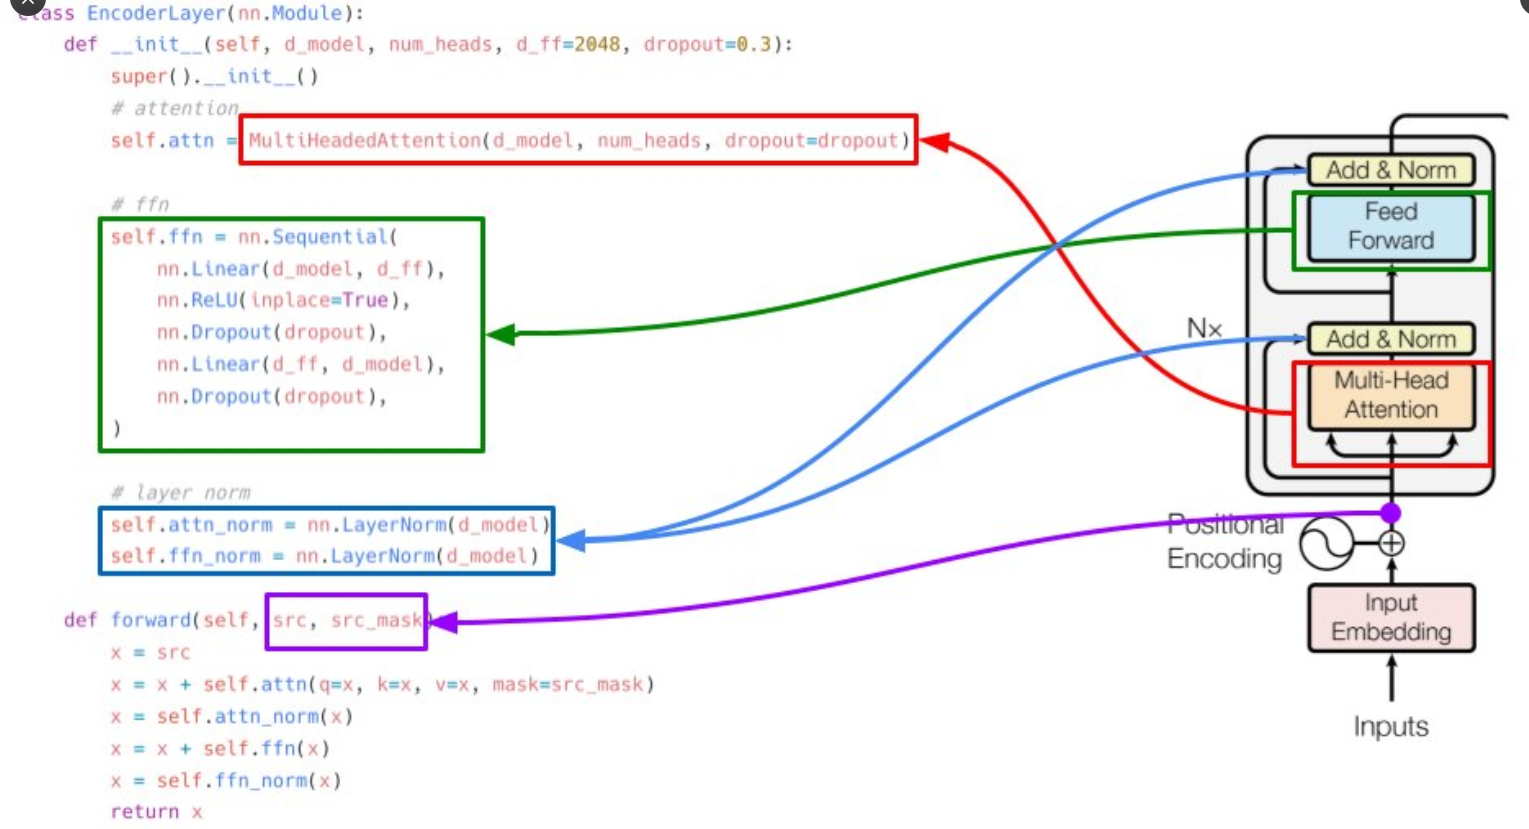 class EncoderLayer(nn.Module):
def __init__(self, d_model, num_heads, d_ff=2048, dropout=0.3):
super().__init__()
# attention
self.attn = MultiHeadedAttention(d_model, num_heads, dropout=dropout)
# ffn
self.ffn = nn.Sequential(
nn.Linear(d_model, d_ff),
nn.ReLU(inplace=True),
nn.Dropout(dropout),
nn.Linear(d_ff, d_model),
nn.Dropout(dropout),
)
# layer norm
self.attn_norm = nn.LayerNorm(d_model)
self.ffn_norm = nn.LayerNorm(d_model)
def forward(self, src, src_mask)
x = src
x = x + self.attn(q=x, k=x, v=x, mask=src_mask)
x = self.attn_norm(x)
x = x + self.ffn(x)
x = self.ffn_norm(x)
return x
Add & Norm
Feed
Forward
N×
Add & Norm
Multi-Head
Attention
Positional
Encoding
Input
Embedding
Inputs